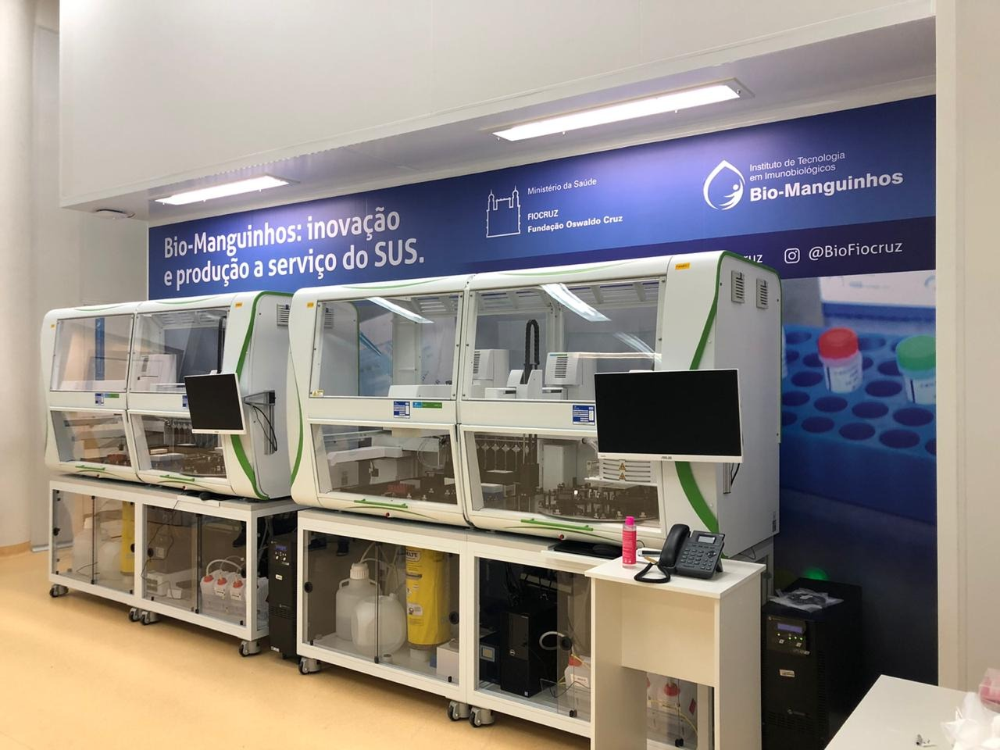 Bio-Manguinhos: inovação
e produção a serviço do SUS.
Ministério da Saúde
FIOCRUZ
Fundação Oswaldo Cruz
Instituto de Tecnologia
em Imunobiológicos
Bio-Manguinhos
@BioFiocruz
ASUS